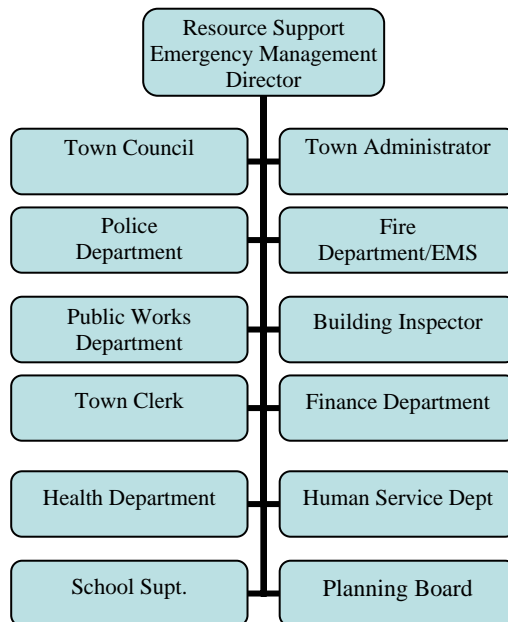 Resource Support
Emergency Management
Director
Town Council
Town Administrator
Police
Department
Fire
Department/EMS
Public Works
Department
Building Inspector
Town Clerk
Finance Department
Health Department
Human Service Dept
School Supt.
Planning Board